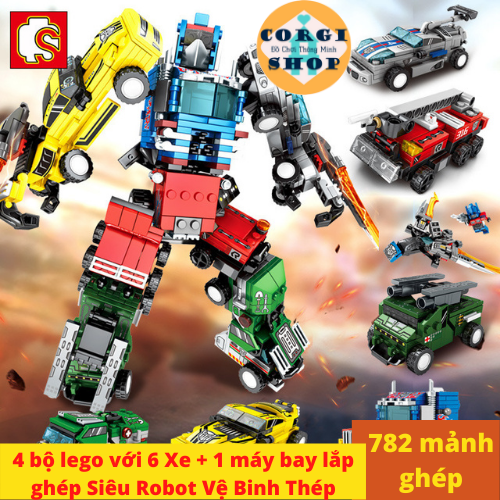 S
CORGI
Đồ Chơi Thông Minh
SHOP
316
4 bộ lego với 6 Xe + 1 máy bay lắp
ghép Siêu Robot Vệ Binh Thép
782 mảnh
ghép